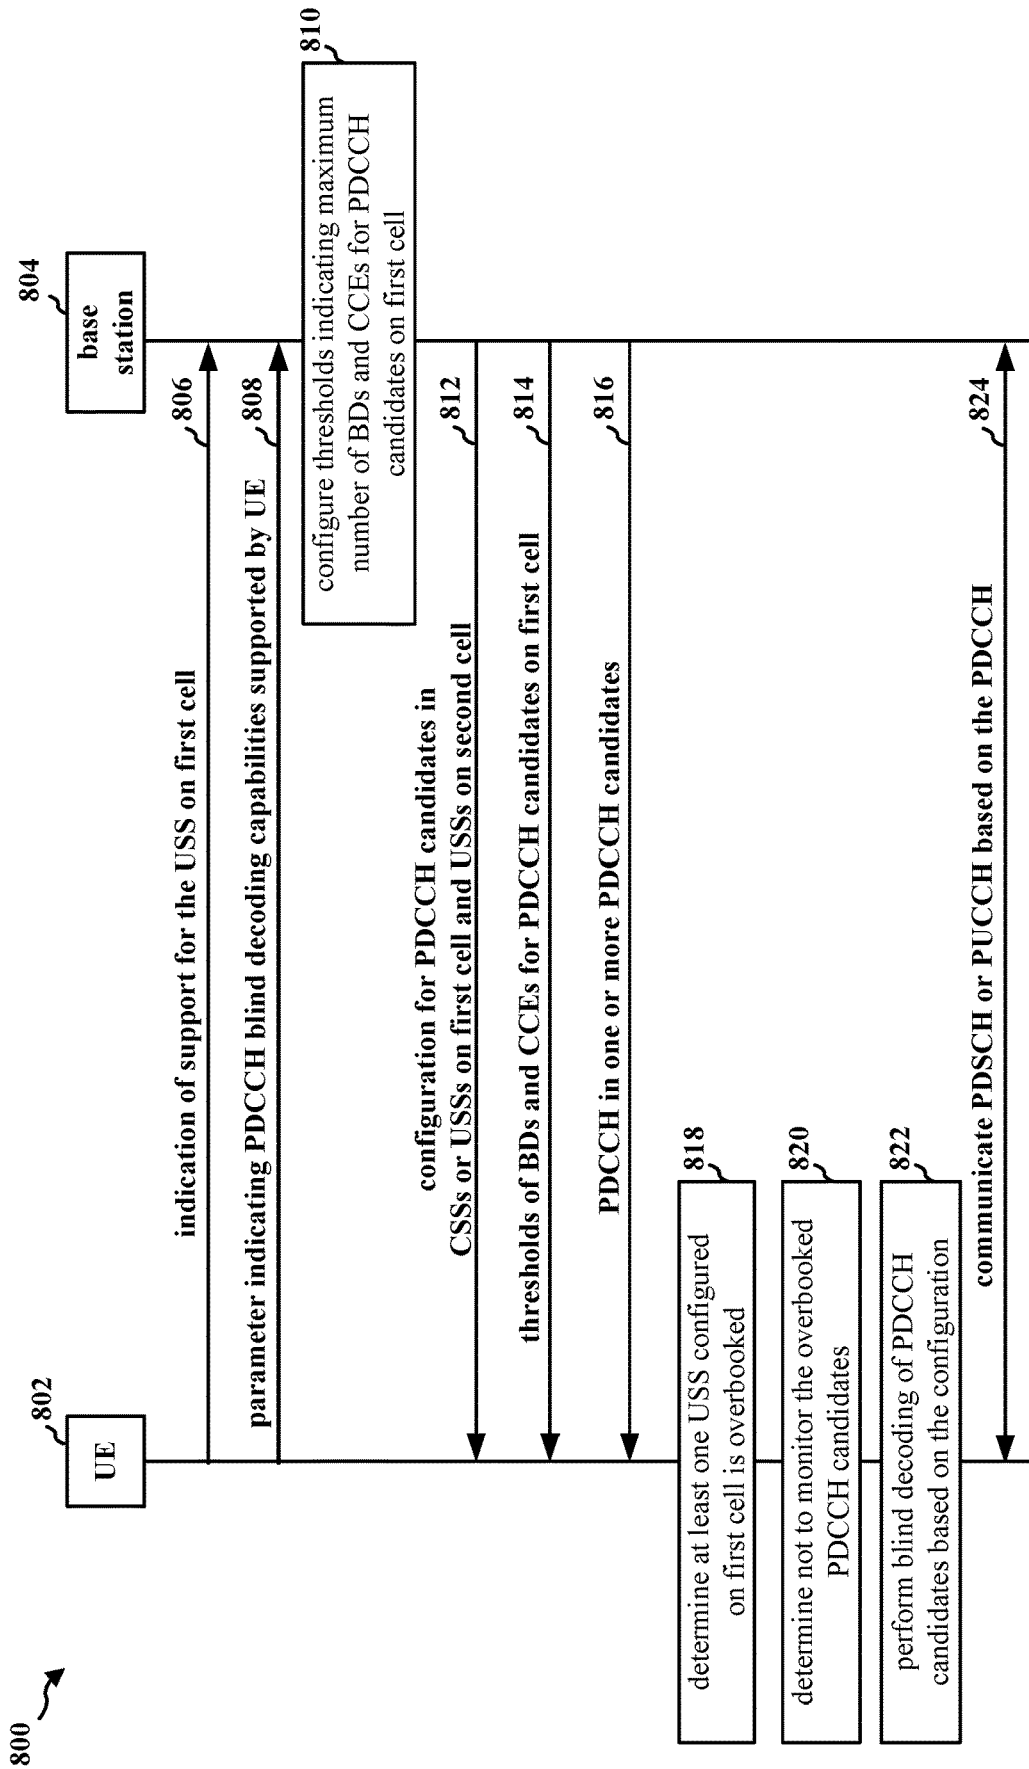 800
802
UE
804
base
station
indication of support for the USS on first cell
806
parameter indicating PDCCH blind decoding capabilities supported by UE
808
810
configure thresholds indicating maximum
number of BDs and CCEs for PDCCH
candidates on first cell
configuration for PDCCH candidates in
CSSs or USSs on first cell and USSs on second cell
812
thresholds of BDs and CCEs for PDCCH candidates on first cell
814
PDCCH in one or more PDCCH candidates
816
818
determine at least one USS configured
on first cell is overbooked
820
determine not to monitor the overbooked
PDCCH candidates
822
perform blind decoding of PDCCH
candidates based on the configuration
communicate PDSCH or PUCCH based on the PDCCH
824